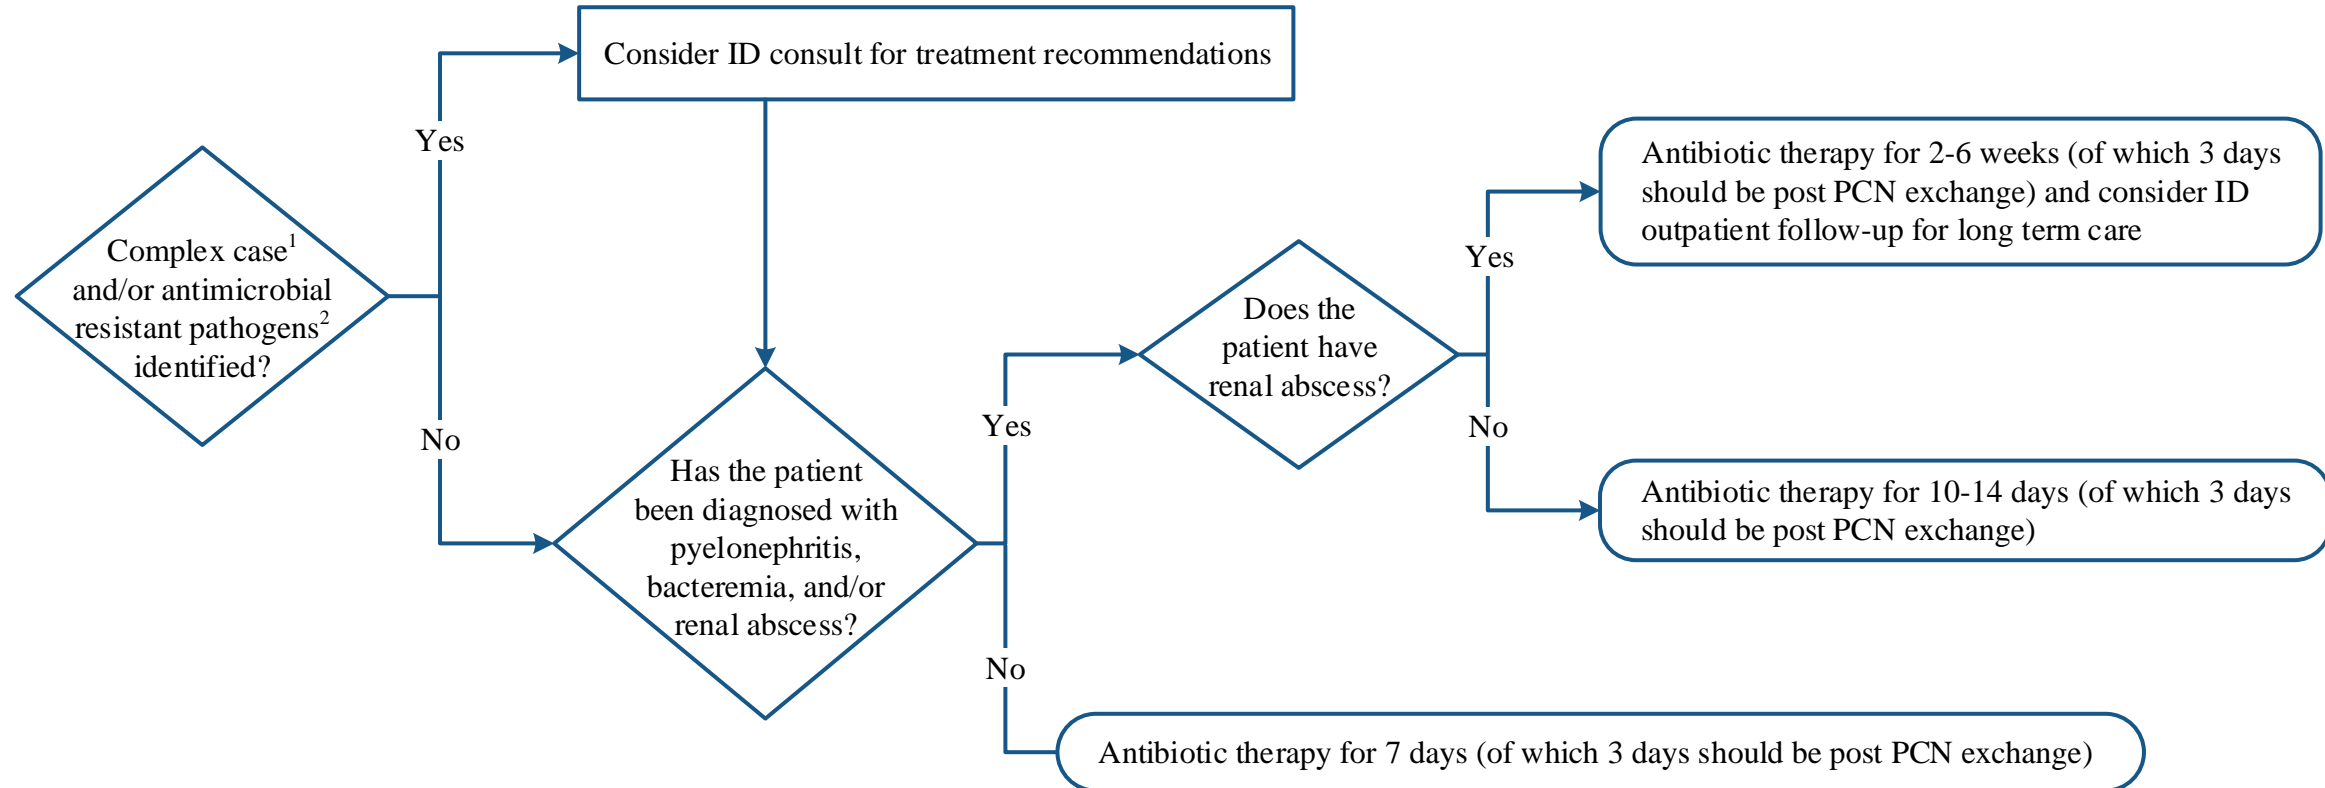 Consider ID consult for treatment recommendations
Yes
Complex case¹
and/or antimicrobial
resistant pathogens²
identified?
No
Has the patient
been diagnosed with
pyelonephritis,
bacteremia, and/or
renal abscess?
Yes
No
Does the
patient have
renal abscess?
Yes
No
Antibiotic therapy for 2-6 weeks (of which 3 days
should be post PCN exchange) and consider ID
outpatient follow-up for long term care
Antibiotic therapy for 10-14 days (of which 3 days
should be post PCN exchange)
Antibiotic therapy for 7 days (of which 3 days should be post PCN exchange)